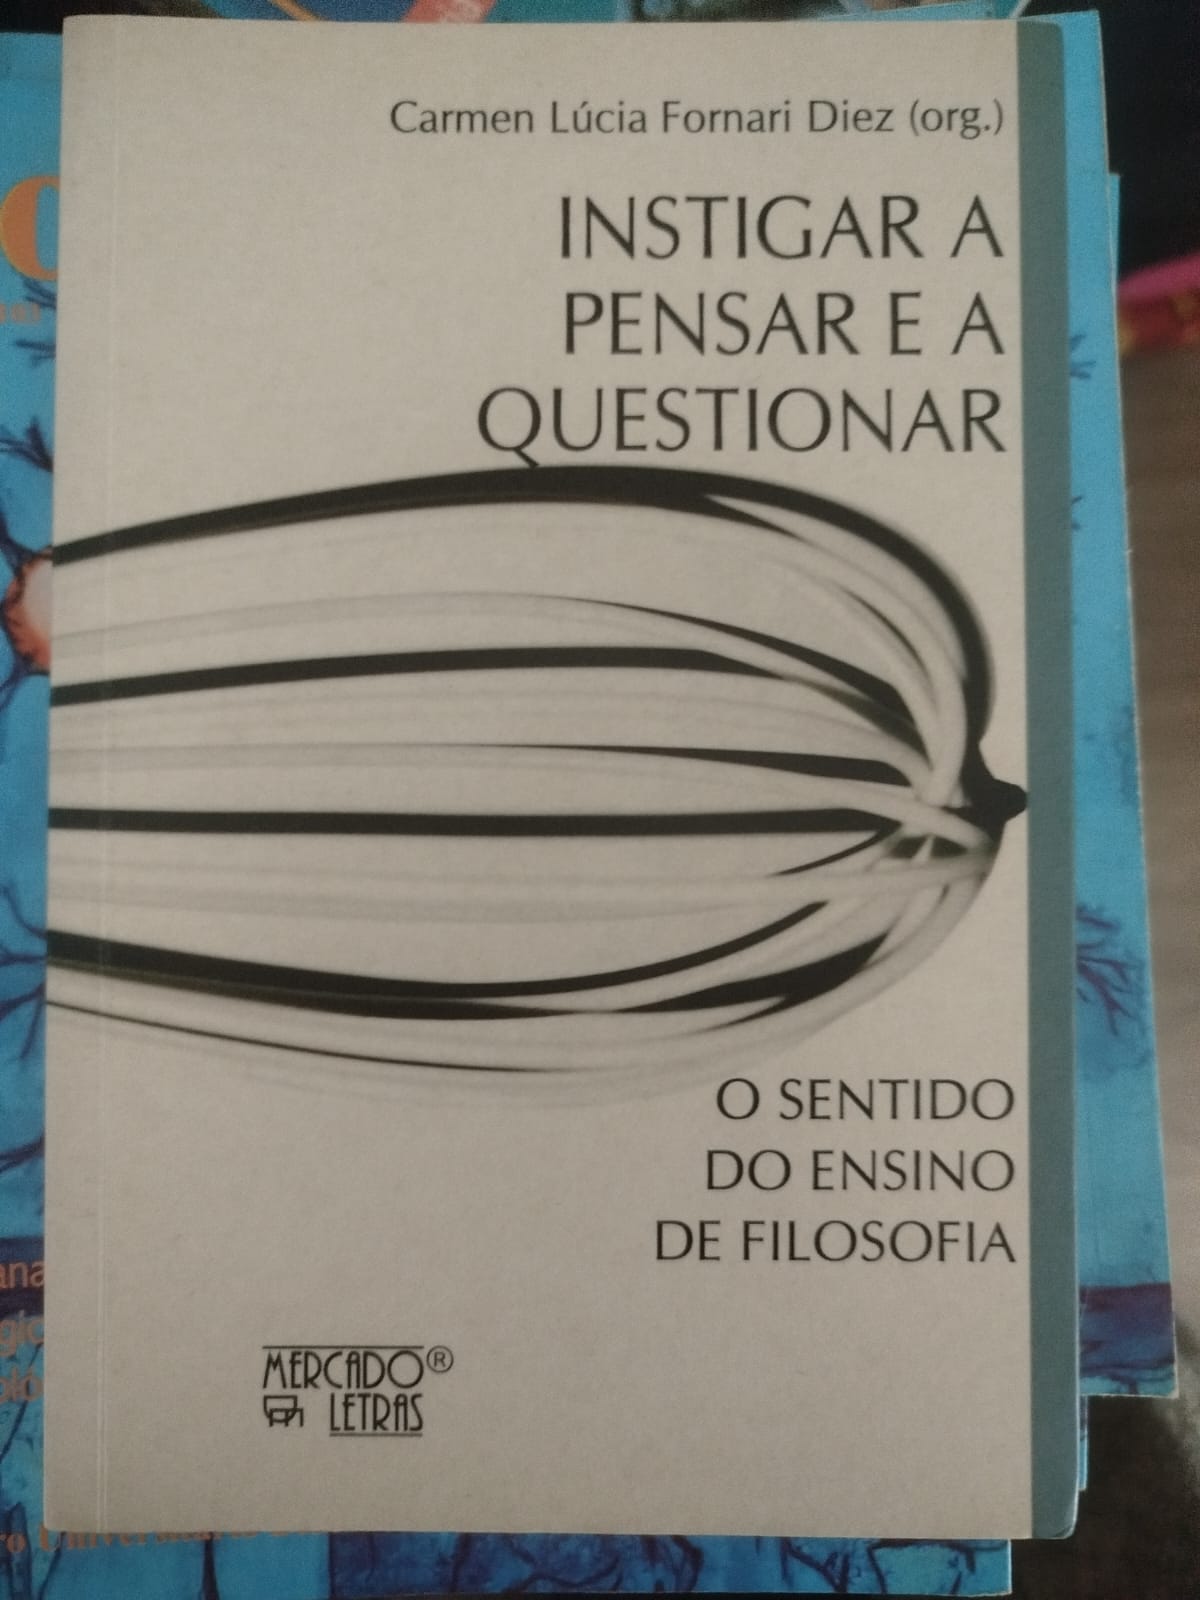 Carmen Lúcia Fornari Diez (org.)
INSTIGAR A
PENSAR E A
QUESTIONAR
O SENTIDO
DO ENSINO
DE FILOSOFIA
MERCADO®
LETRAS